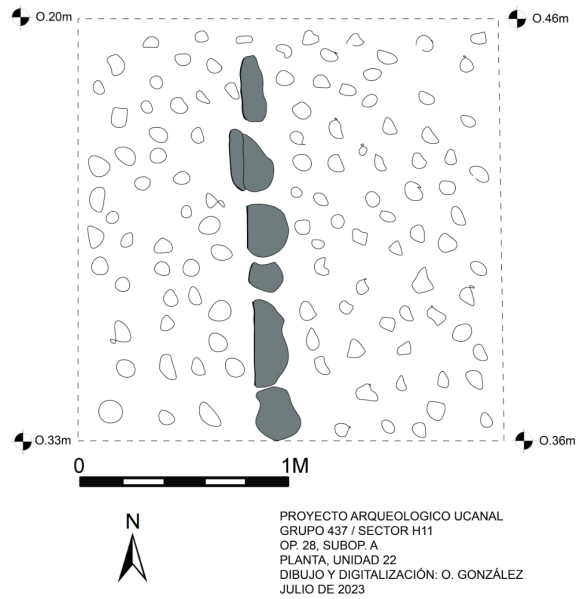 O.20m
O.46m
O.33m
O.36m
0
1M
N
PROYECTO ARQUEOLOGICO UCANAL
GRUPO 437 / SECTOR H11
OP. 28, SUBOP. A
PLANTA, UNIDAD 22
DIBUJO Y DIGITALIZACIÓN: O. GONZÁLEZ
JULIO DE 2023